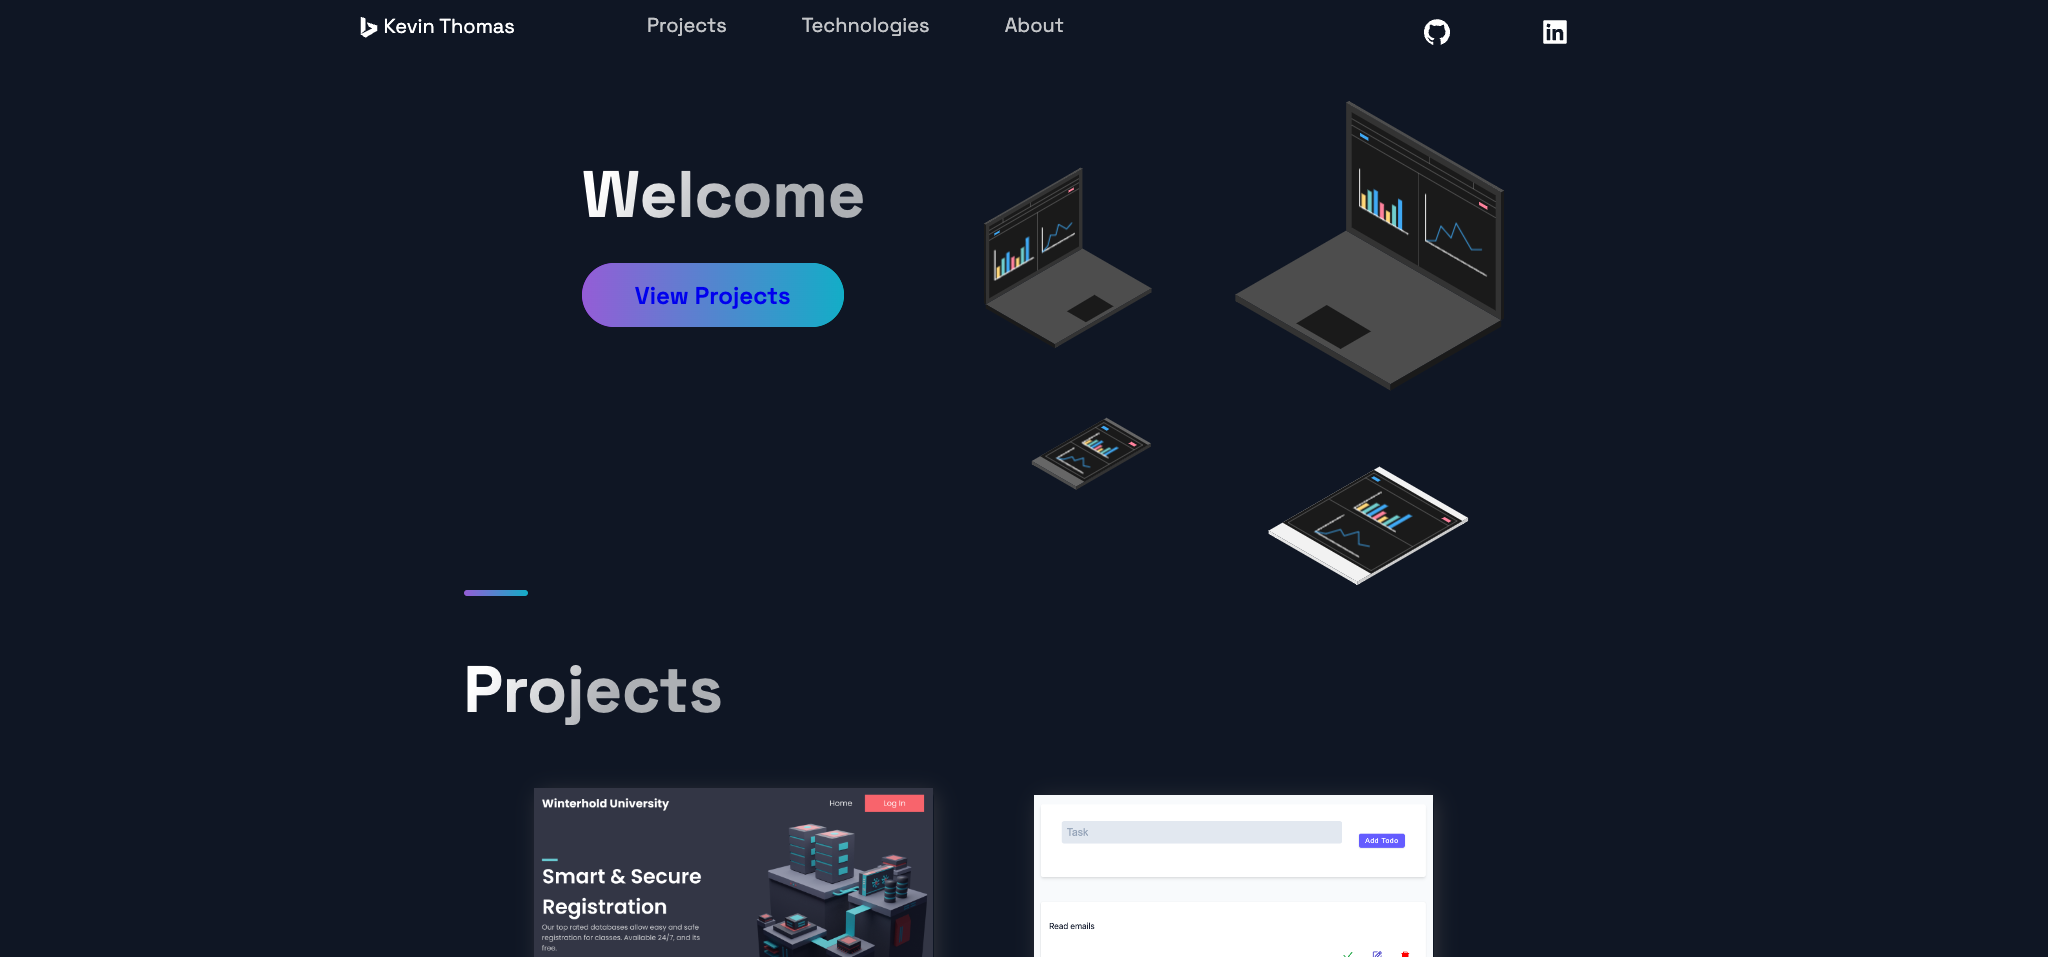 Kevin Thomas
Projects
Technologies
About
Welcome
View Projects
Projects
Winterhold University
Home
Log In
Smart & Secure
Registration
Our top rated databases allow easy and safe
registration for classes. Available 24/7, and its
free.
Task
Add Todo
Read emails